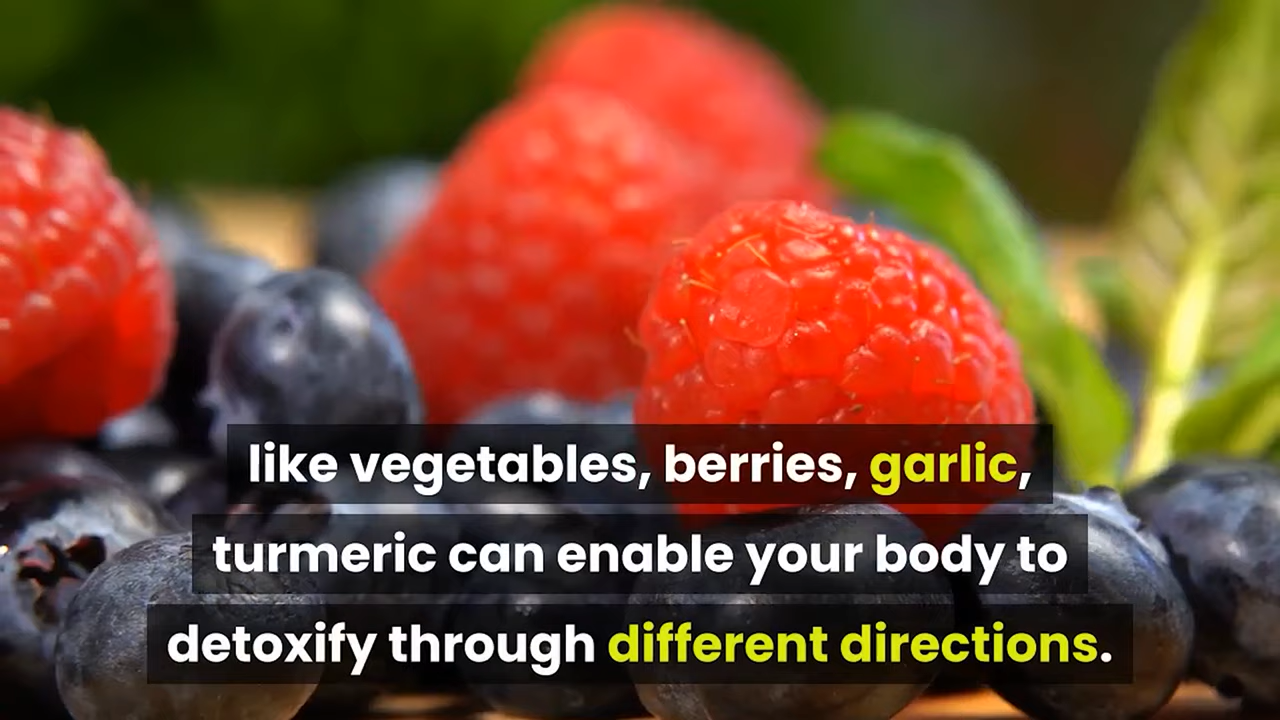 like vegetables, berries, garlic,
turmeric can enable your body to
detoxify through different directions.